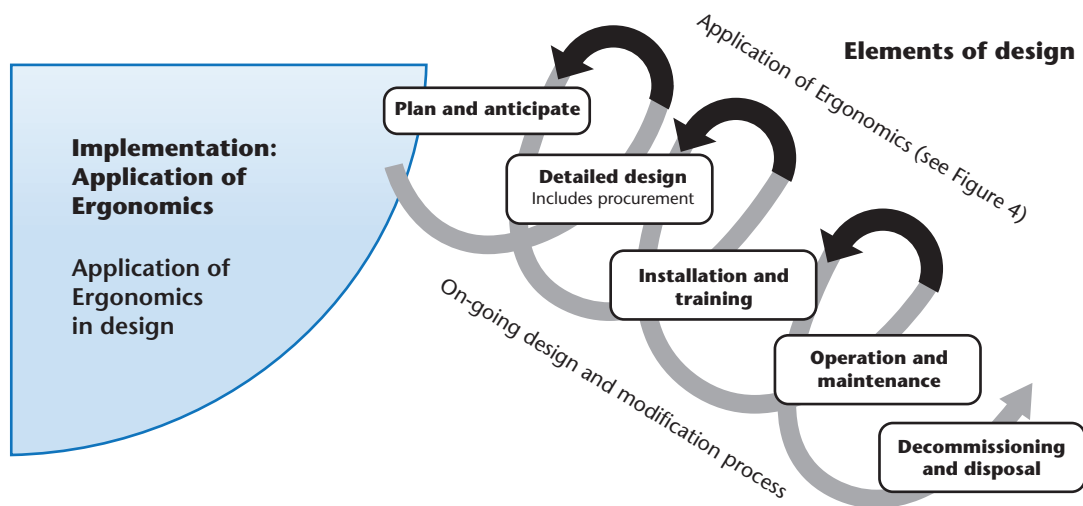 Implementation:
Application of
Ergonomics
Application of
Ergonomics
in design
Elements of design
Application of Ergonomics (see Figure 4)
Plan and anticipate
Detailed design
Includes procurement
Installation and
training
Operation and
maintenance
Decommissioning
and disposal
On-going design and modification process